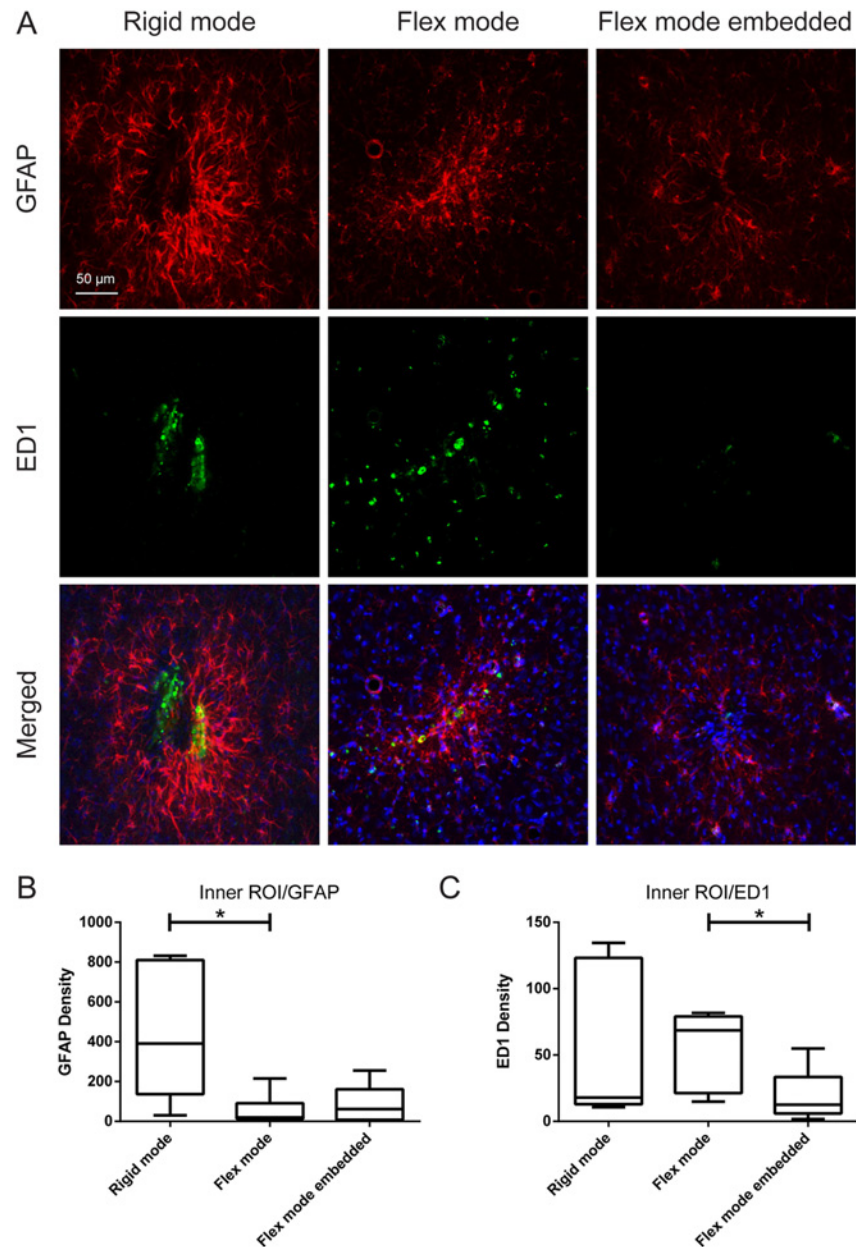 A
Rigid mode
Flex mode
Flex mode embedded
GFAP
50 µm
ED1
Merged
B
Inner ROI/GFAP
*
1000
800
600
400
200
0
GFAP Density
Rigid mode
Flex mode
Flex mode embedded
C
Inner ROI/ED1
*
150
100
50
0
ED1 Density
Rigid mode
Flex mode
Flex mode embedded